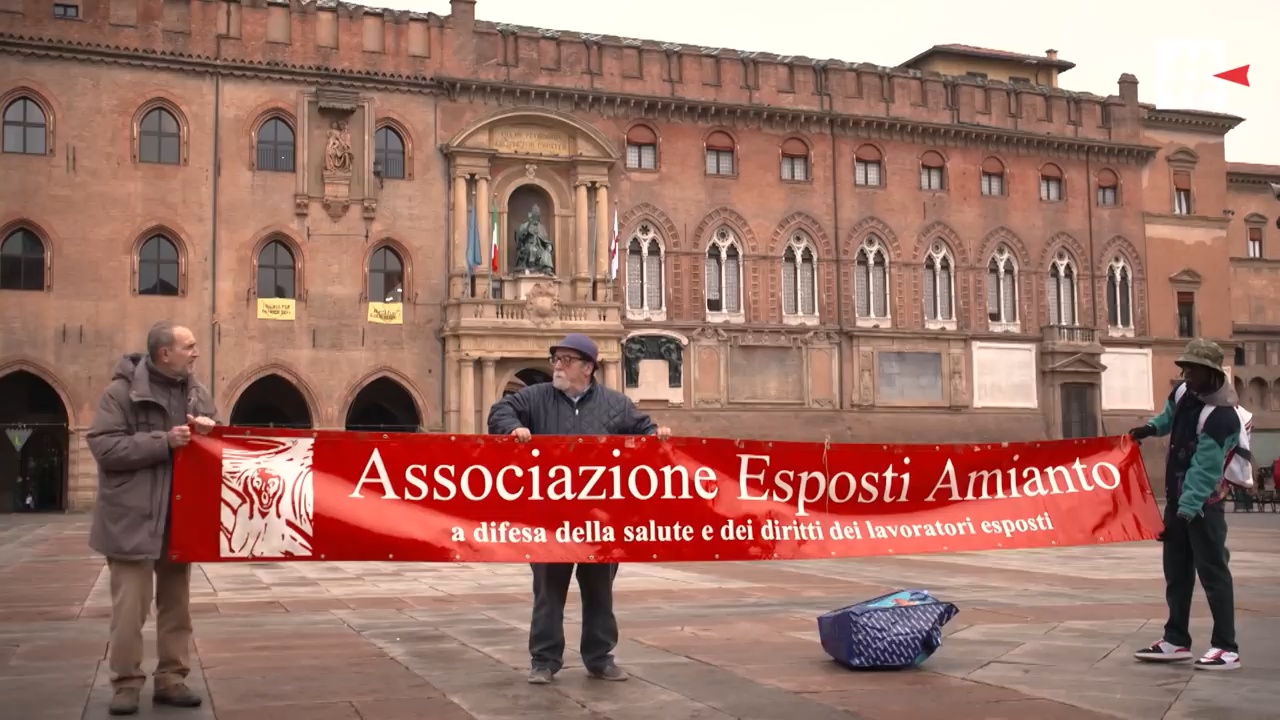 Associazione Esposti Amianto
a difesa della salute e dei diritti dei lavoratori esposti